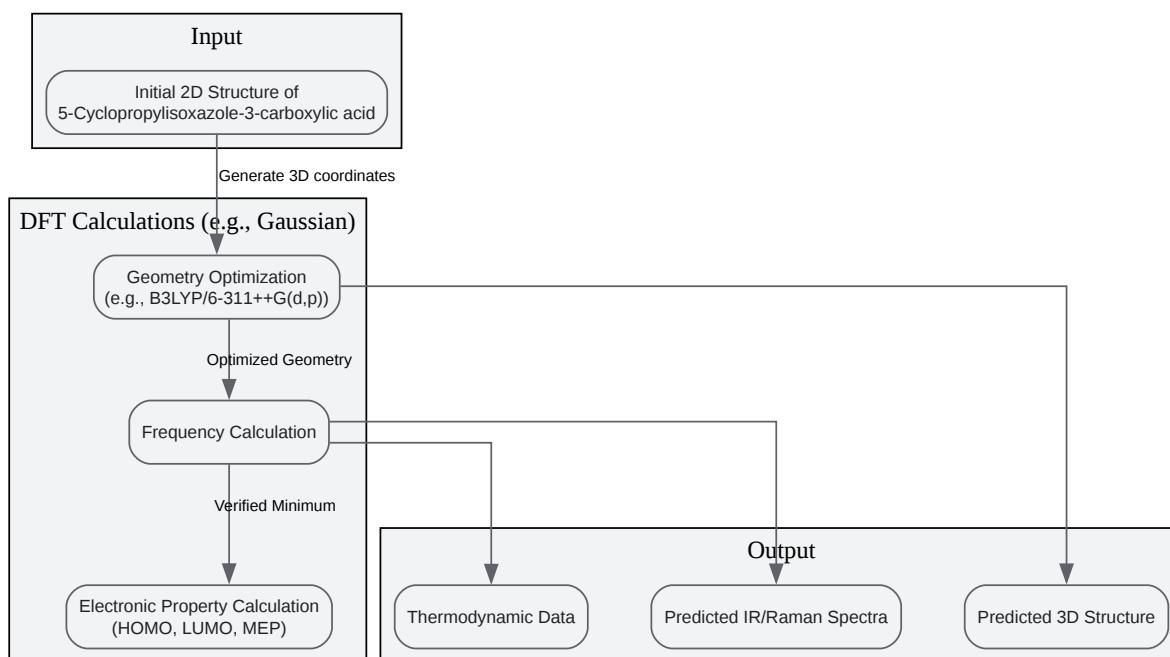 Input
Initial 2D Structure of
5-Cyclopropylisoxazole-3-carboxylic acid
Generate 3D coordinates
DFT Calculations (e.g., Gaussian)
Geometry Optimization
(e.g., B3LYP/6-311++G(d,p))
Optimized Geometry
Frequency Calculation
Verified Minimum
Electronic Property Calculation
(HOMO, LUMO, MEP)
Output
Thermodynamic Data
Predicted IR/Raman Spectra
Predicted 3D Structure